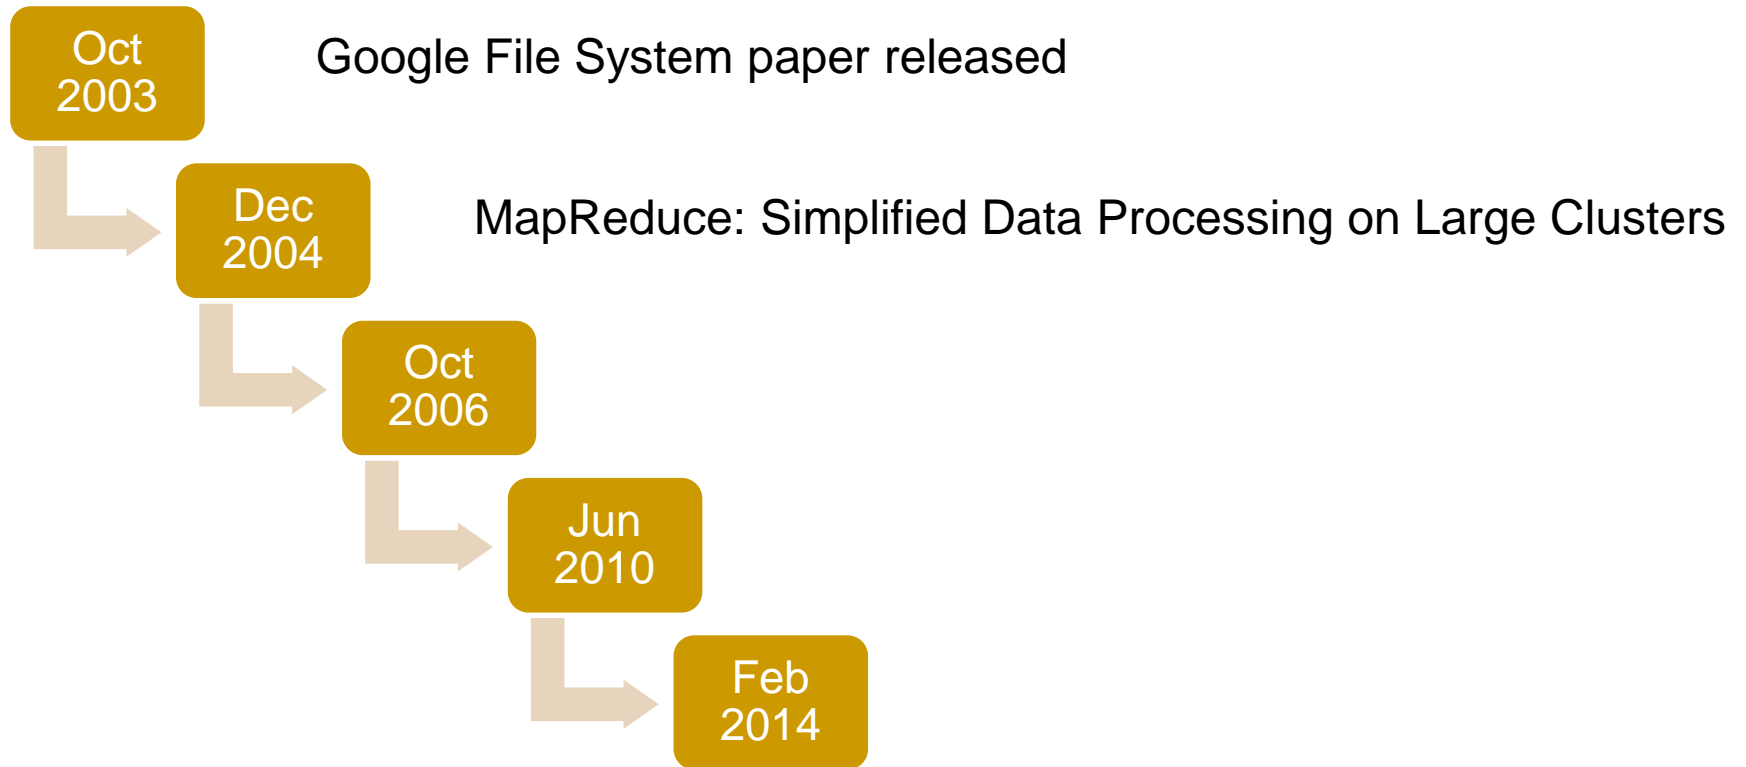 Oct
2003
Google File System paper released
Dec
2004
MapReduce: Simplified Data Processing on Large Clusters
Oct
2006
Jun
2010
Feb
2014